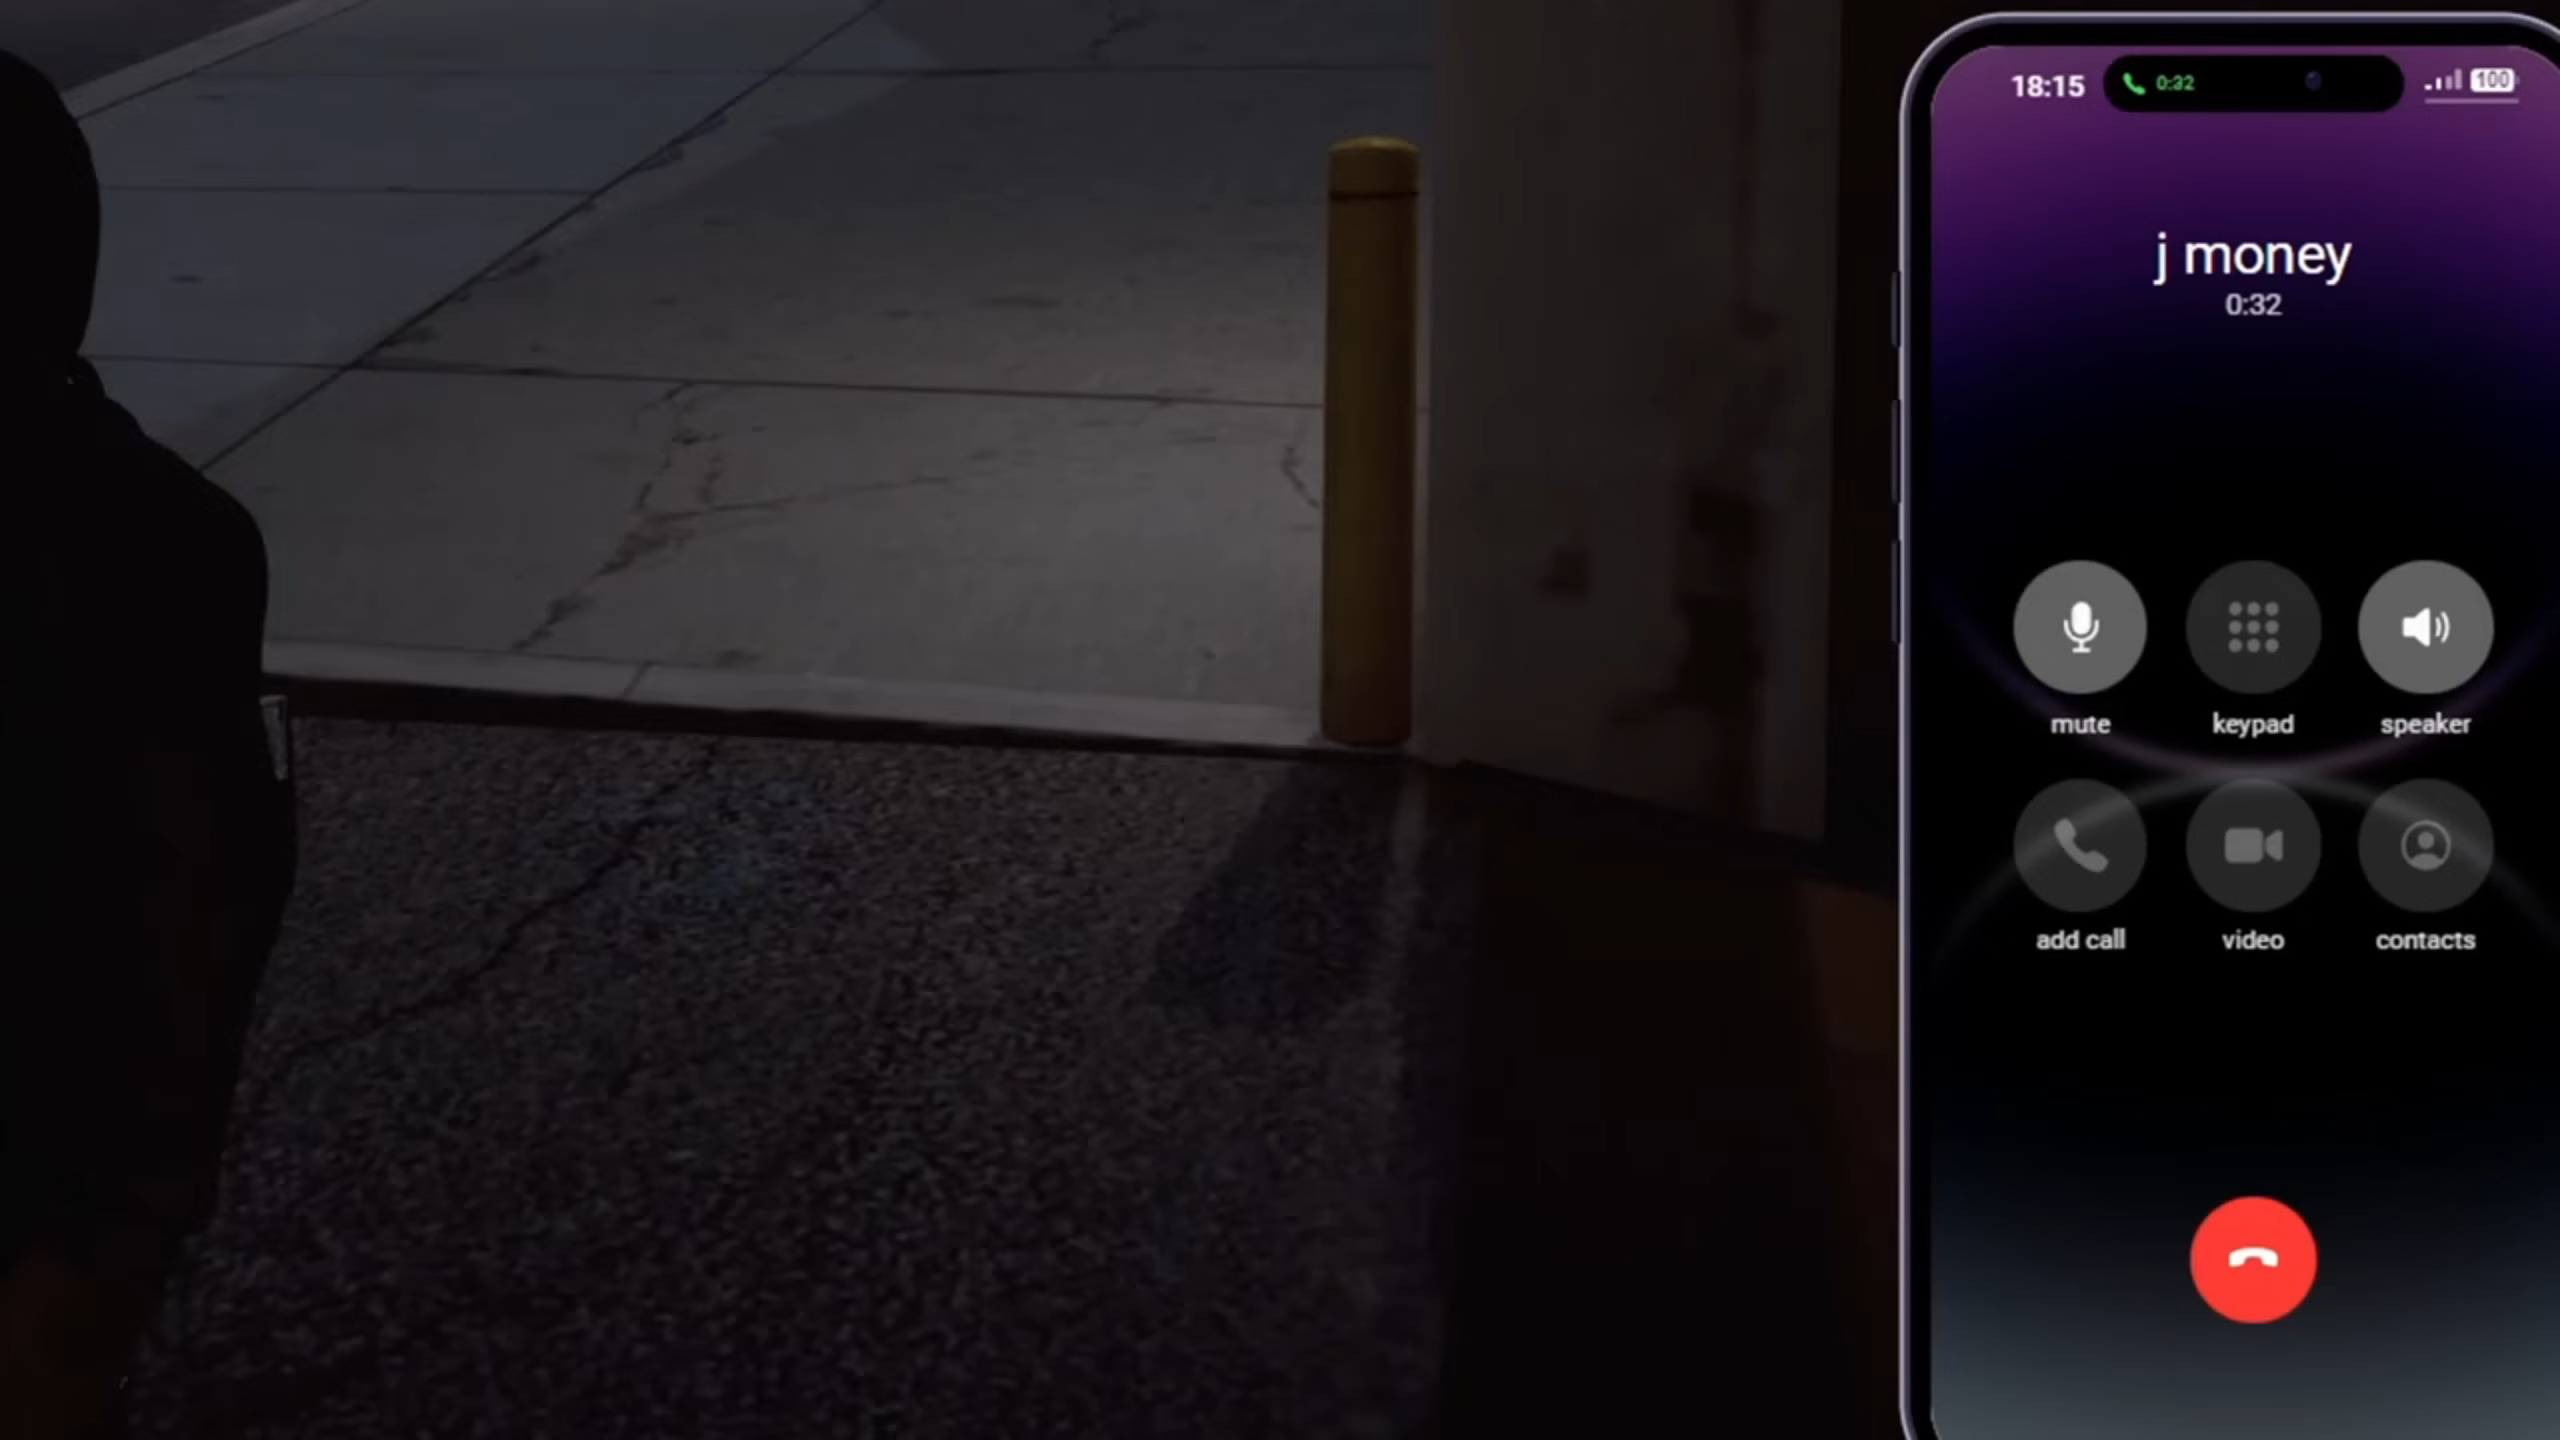 18:15 0:32 100
j money
0:32
mute keypad speaker
add call video contacts